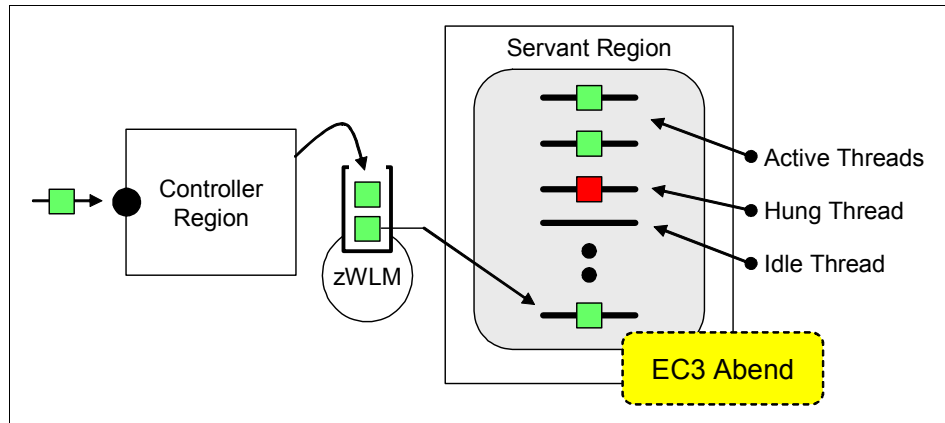 Servant Region
Active Threads
Controller
Region
Hung Thread
zWLM
Idle Thread
EC3 Abend